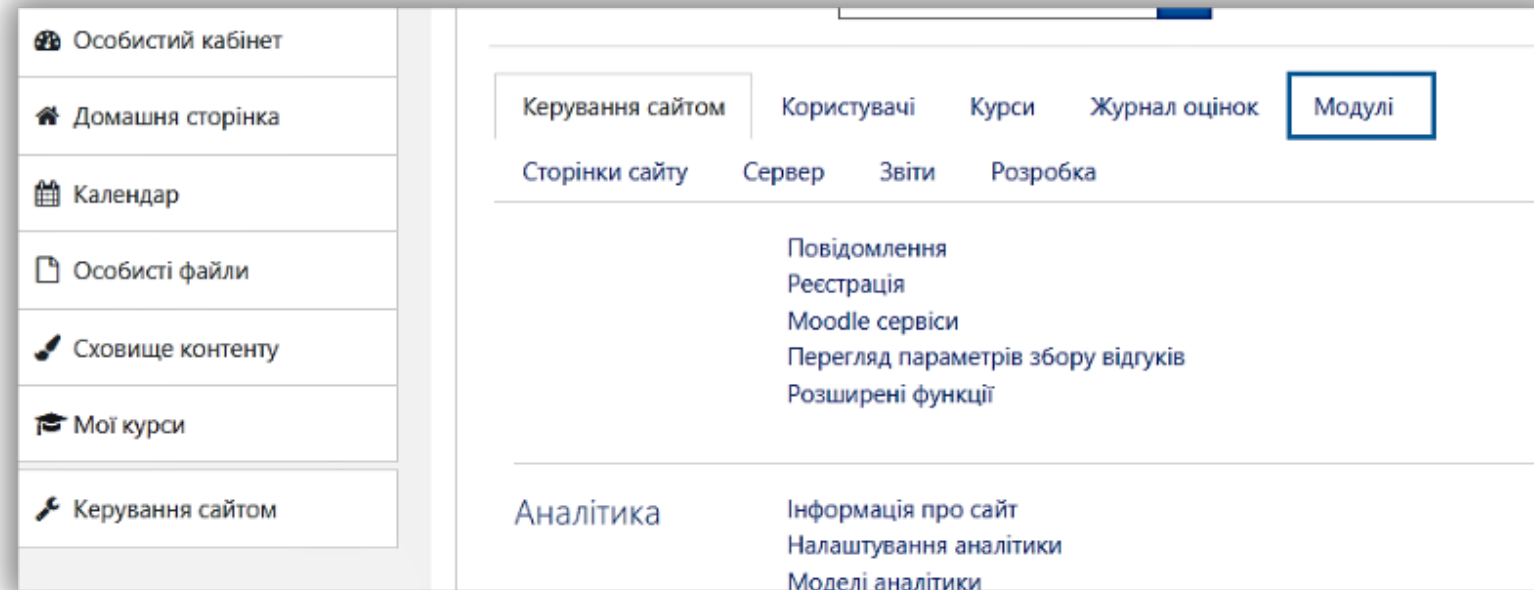 Особистий кабінет
Домашня сторінка
Календар
Особисті файли
Сховище контенту
Мої курси
Керування сайтом
Керування сайтом Користувачі Курси Журнал оцінок Модулі
Сторінки сайту Сервер Звіти Розробка
Повідомлення
Реєстрація
Moodle сервіси
Перегляд параметрів збору відгуків
Розширені функції
Аналітика
Інформація про сайт
Налаштування аналітики
Моделі аналітики